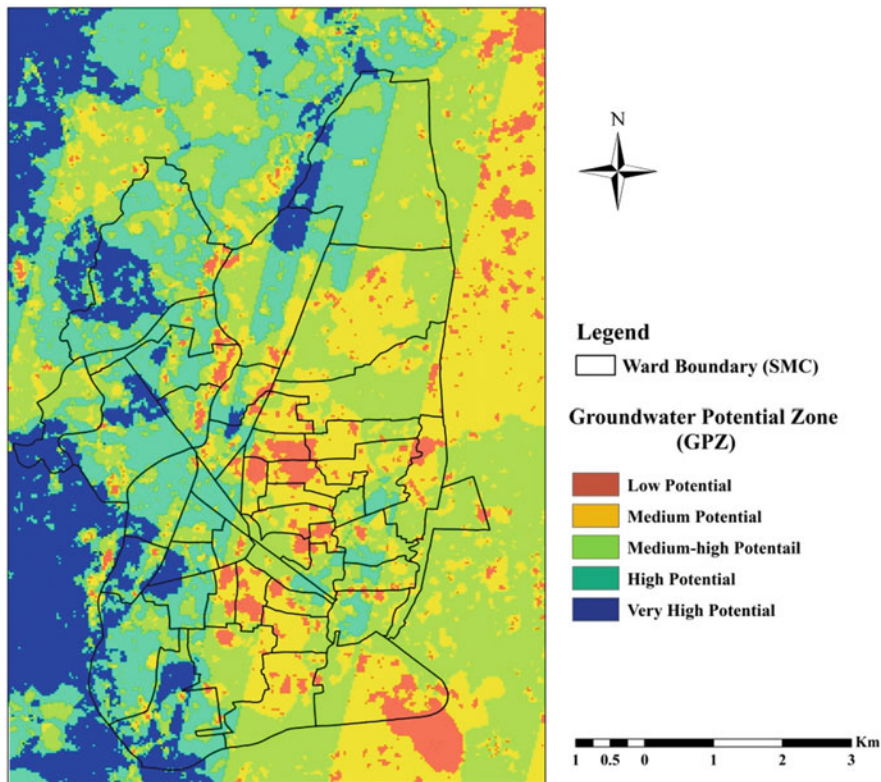 N
Legend
Ward Boundary (SMC)
Groundwater Potential Zone
(GPZ)
Low Potential
Medium Potential
Medium-high Potentail
High Potential
Very High Potential
Km
1 0.5 0 1 2 3